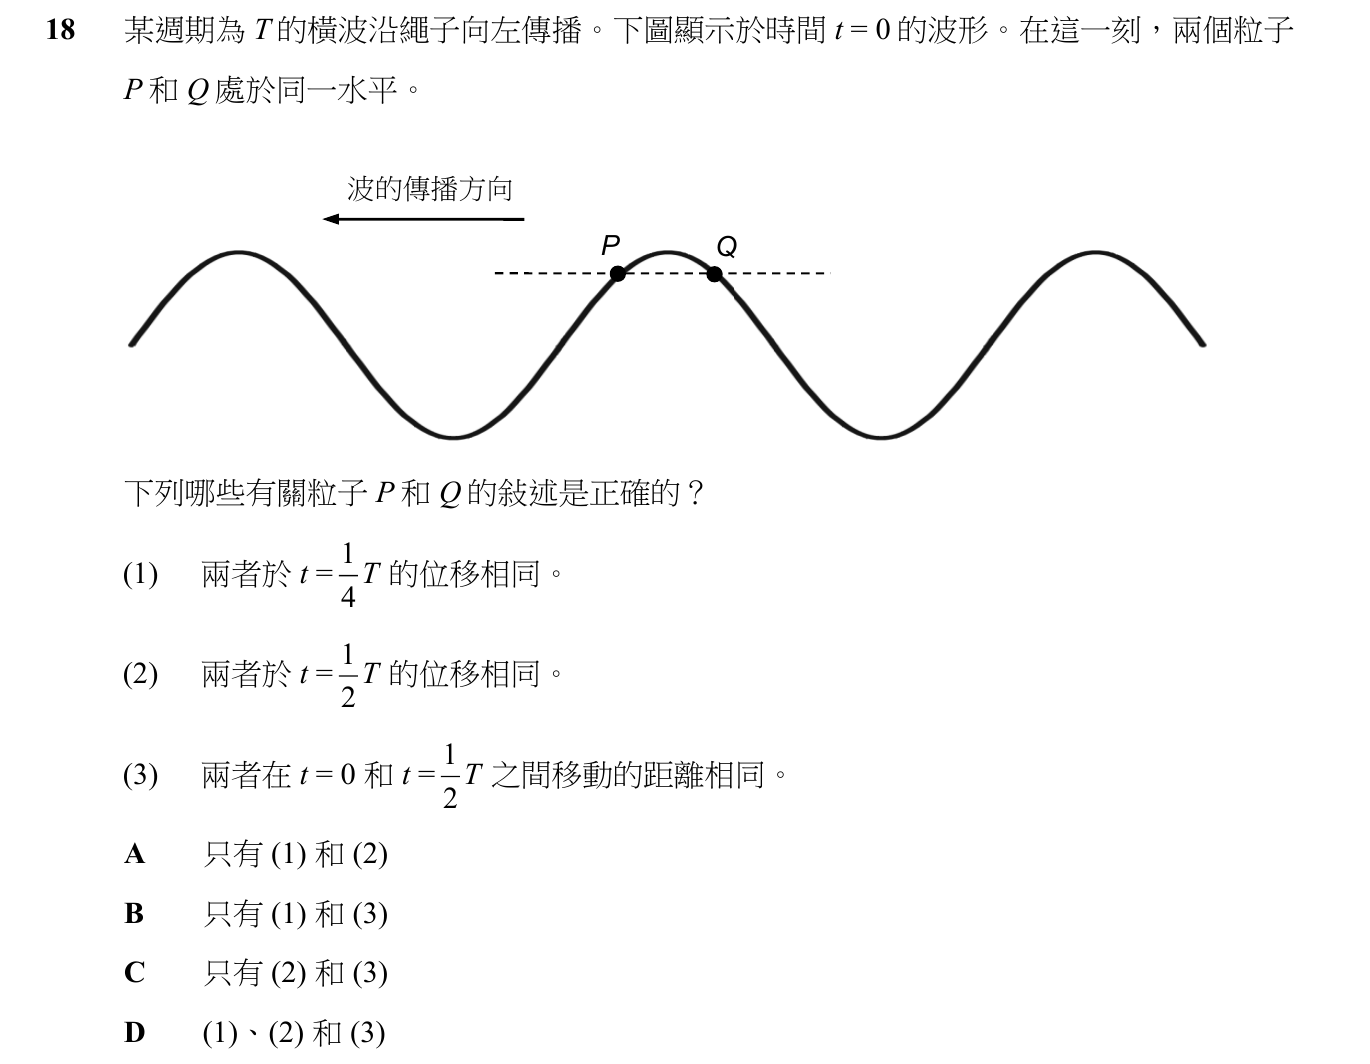 18 某週期為 T 的橫波沿繩子向左傳播。下圖顯示於時間 t = 0 的波形。在這一刻，兩個粒子
P 和 Q 處於同一水平。
波的傳播方向
P Q
下列哪些有關粒子 P 和 Q 的敍述是正確的？
(1) 兩者於 t = 1/4 T 的位移相同。
(2) 兩者於 t = 1/2 T 的位移相同。
(3) 兩者在 t = 0 和 t = 1/2 T 之間移動的距離相同。
A 只有 (1) 和 (2)
B 只有 (1) 和 (3)
C 只有 (2) 和 (3)
D (1)、(2) 和 (3)